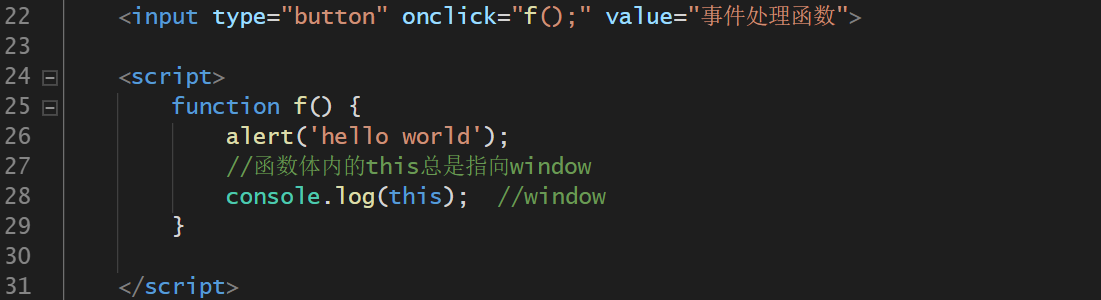 22 <input type="button" onclick="f();" value="事件处理函数">
23
24 <script>
25 function f() {
26 alert('hello world');
27 //函数体内的this总是指向window
28 console.log(this); //window
29 }
30
31 </script>